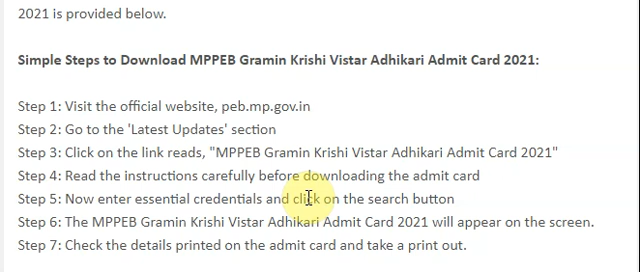 2021 is provided below.
Simple Steps to Download MPPEB Gramin Krishi Vistar Adhikari Admit Card 2021:
Step 1: Visit the official website, peb.mp.gov.in
Step 2: Go to the 'Latest Updates' section
Step 3: Click on the link reads, "MPPEB Gramin Krishi Vistar Adhikari Admit Card 2021"
Step 4: Read the instructions carefully before downloading the admit card
Step 5: Now enter essential credentials and click on the search button
Step 6: The MPPEB Gramin Krishi Vistar Adhikari Admit Card 2021 will appear on the screen.
Step 7: Check the details printed on the admit card and take a print out.